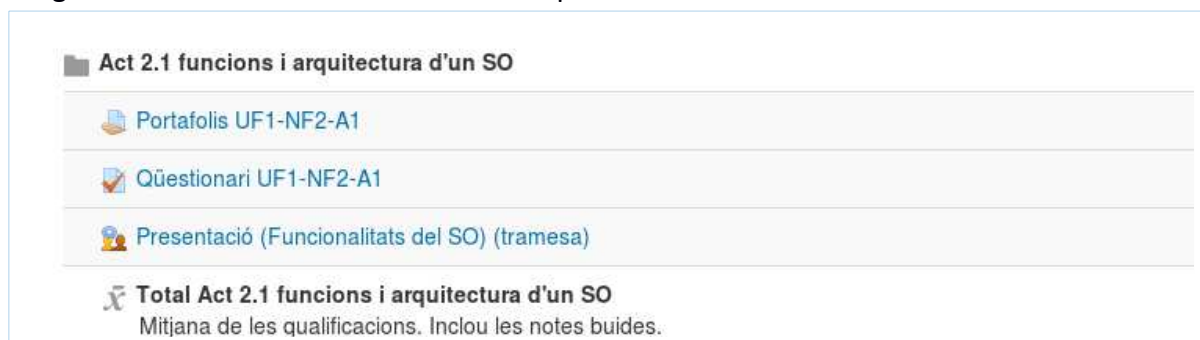 Act 2.1 funcions i arquitectura d'un SO
Portafolis UF1-NF2-A1
Qüestionari UF1-NF2-A1
Presentació (Funcionalitats del SO) (tramesa)
x̄ Total Act 2.1 funcions i arquitectura d'un SO
Mitjana de les qualificacions. Inclou les notes buides.